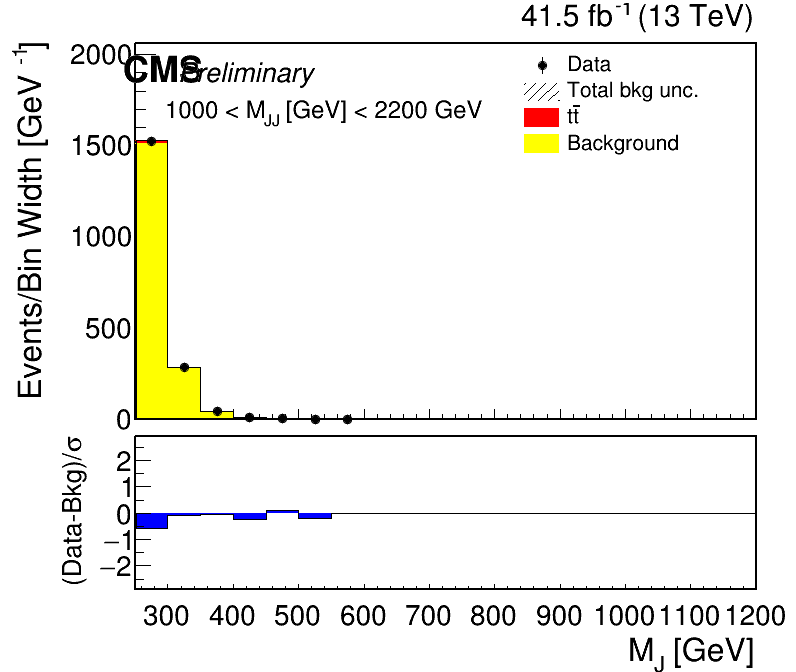 41.5 fb⁻¹ (13 TeV)
CMS Preliminary
1000 < M_JJ [GeV] < 2200 GeV
Data
Total bkg unc.
tt̄
Background
Events/Bin Width [GeV⁻¹]
2000
1500
1000
500
0
(Data-Bkg)/σ
2
1
0
−1
−2
300 400 500 600 700 800 900 1000 1100 1200
M_J [GeV]